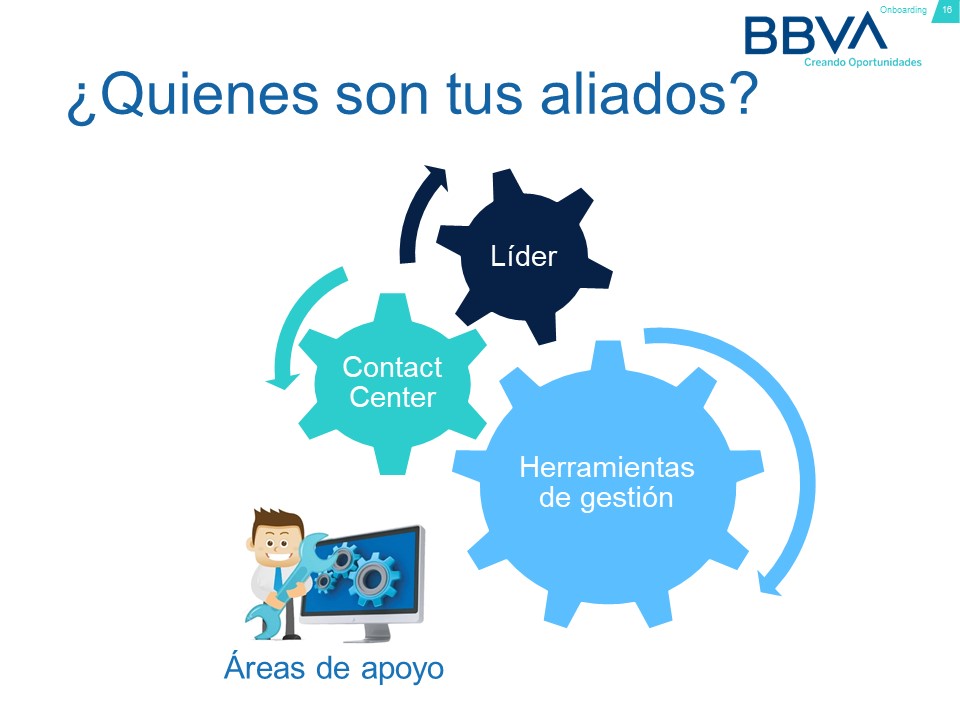 Onboarding 16
BBVA
Creando Oportunidades
¿Quienes son tus aliados?
Líder
Contact
Center
Herramientas
de gestión
Áreas de apoyo